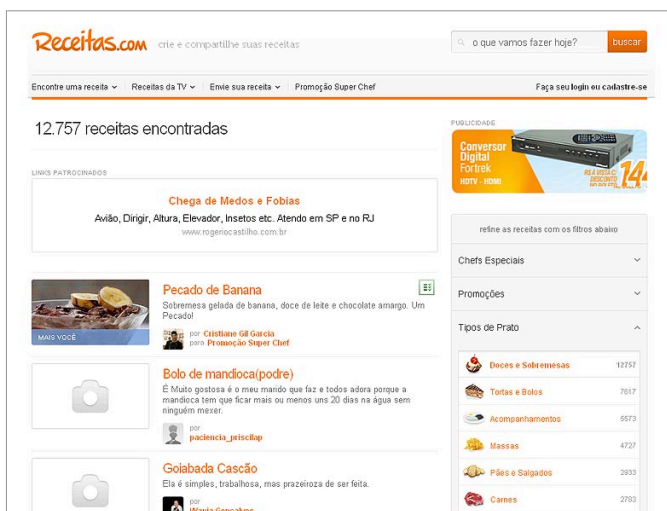 Receitas.com crie e compartilhe suas receitas
o que vamos fazer hoje? buscar
Encontre uma receita Receitas da TV Envie sua receita Promoção Super Chef
Faça seu login ou cadastre-se
12.757 receitas encontradas
LINKS PATROCINADOS
Chega de Medos e Fobias
Avião, Dirigir, Altura, Elevador, Insetos etc. Atendo em SP e no RJ
www.rogeriocastilho.com.br
MAIS VOCÊ
Pecado de Banana
Sobremesa gelada de banana, doce de leite e chocolate amargo. Um
Pecado!
por Cristiane Gil Garcia
para Promoção Super Chef
Bolo de mandioca(podre)
É Muito gostosa é o meu marido que faz e todos adora porque a
mandioca tem que ficar mais ou menos uns 20 dias na água sem
ninguém mexer.
por
paciencia_priscilap
Goiabada Cascão
Ela é simples, trabalhosa, mas prazeiroza de ser feita.
por
PUBLICIDADE
Conversor
Digital
Fortrek
HDTV - HDMI
14
refine as receitas com os filtros abaixo
Chefs Especiais
Promoções
Tipos de Prato
Doces e Sobremesas 12757
Tortas e Bolos 7617
Acompanhamentos 5573
Massas 4727
Pães e Salgados 2933
Carnes 2783